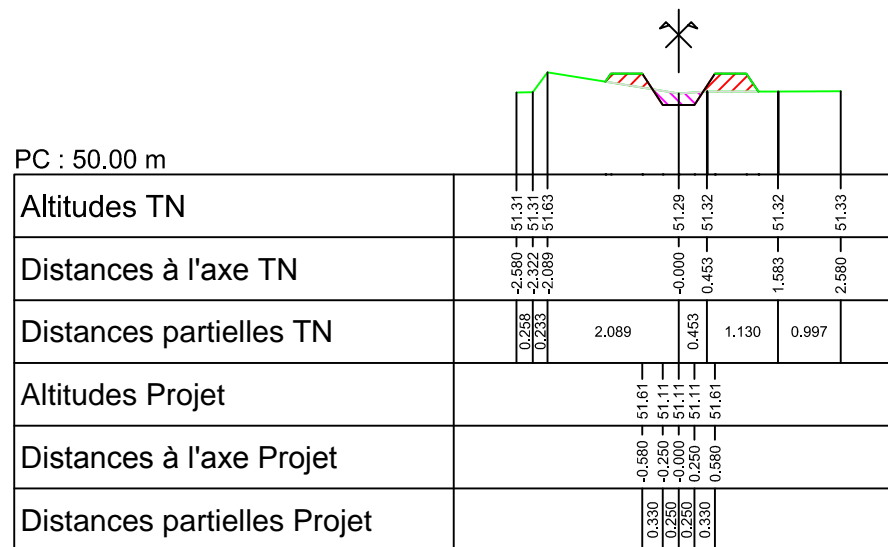 PC : 50.00 m
Altitudes TN 51.31 51.31 51.63 51.29 51.32 51.32 51.33
Distances à l'axe TN -2.580 -2.322 -2.089 -0.000 0.453 1.583 2.580
Distances partielles TN 0.258 0.233 2.089 0.453 1.130 0.997
Altitudes Projet 51.61 51.11 51.11 51.11 51.61
Distances à l'axe Projet -0.580 -0.250 -0.000 0.250 0.580
Distances partielles Projet 0.330 0.250 0.250 0.330